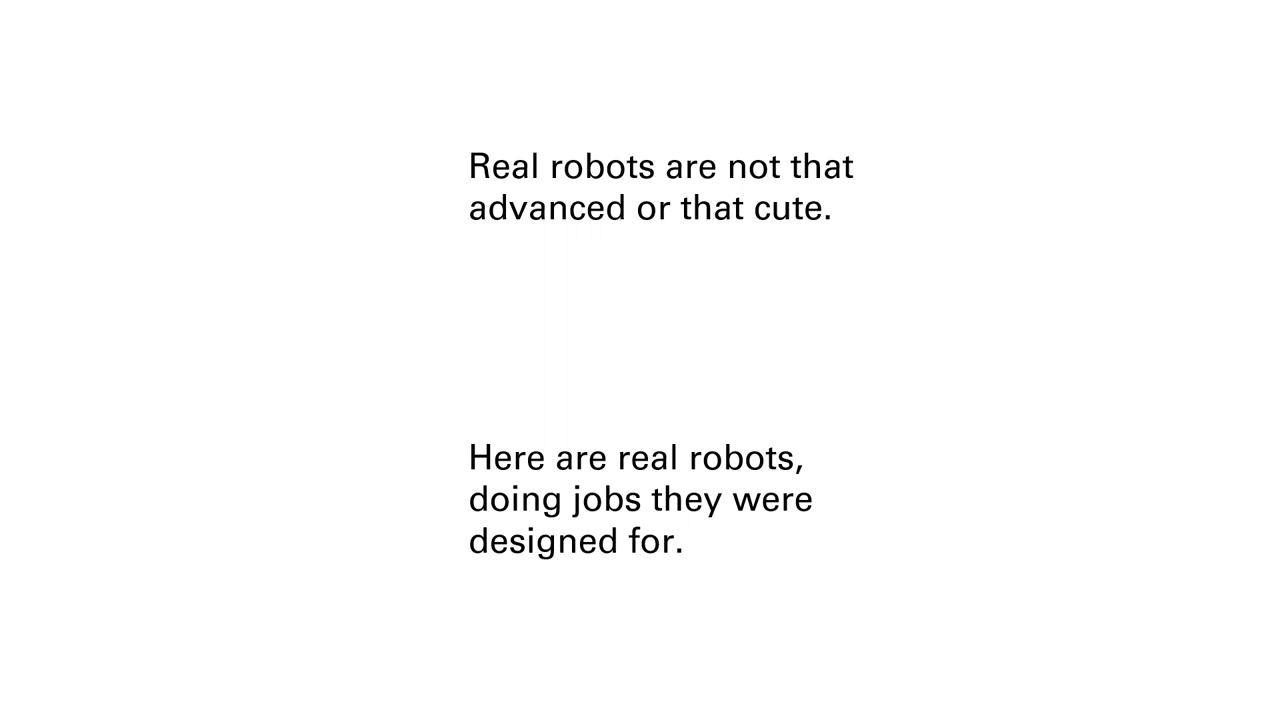 Real robots are not that
advanced or that cute.
Here are real robots,
doing jobs they were
designed for.